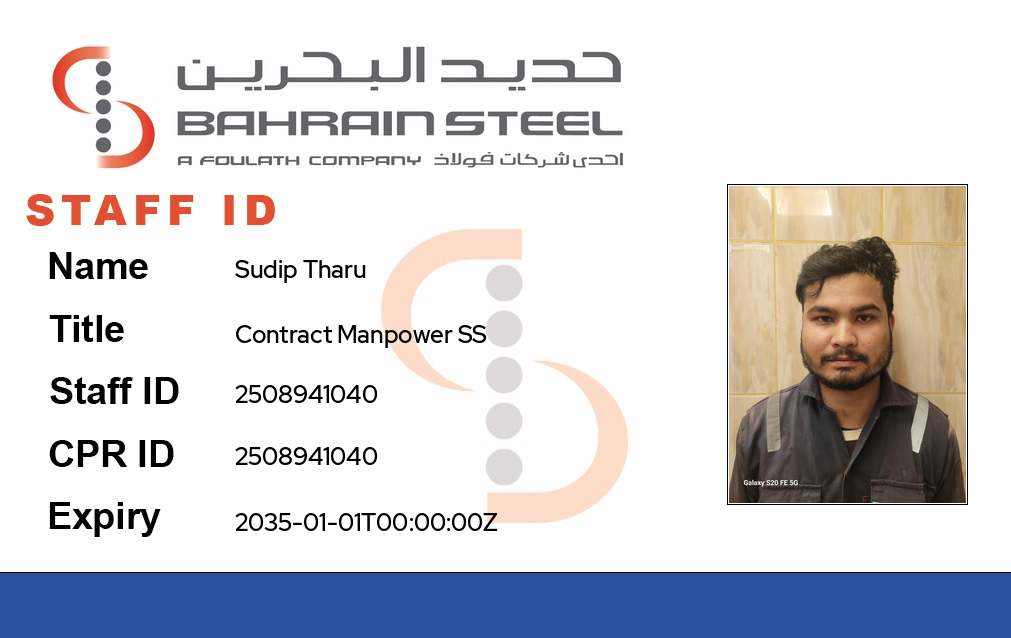 حديد البحرين
BAHRAIN STEEL
A FOULATH COMPANY احدى شركات فولاذ
STAFF ID
Name Sudip Tharu
Title Contract Manpower SS
Staff ID 2508941040
CPR ID 2508941040
Expiry 2035-01-01T00:00:00Z
Galaxy S20 FE 5G